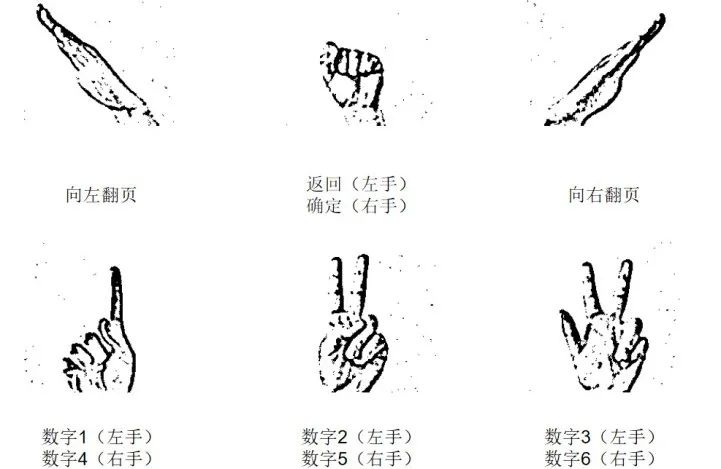 向左翻页
返回（左手）
确定（右手）
向右翻页
数字1（左手）
数字4（右手）
数字2（左手）
数字5（右手）
数字3（左手）
数字6（右手）